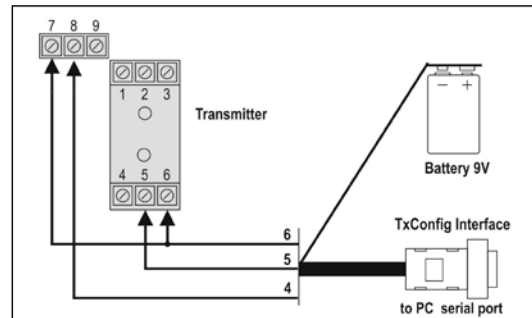 7 8 9
1 2 3
Transmitter
− +
Battery 9V
4 5 6
6
5
4
TxConfig Interface
to PC serial port